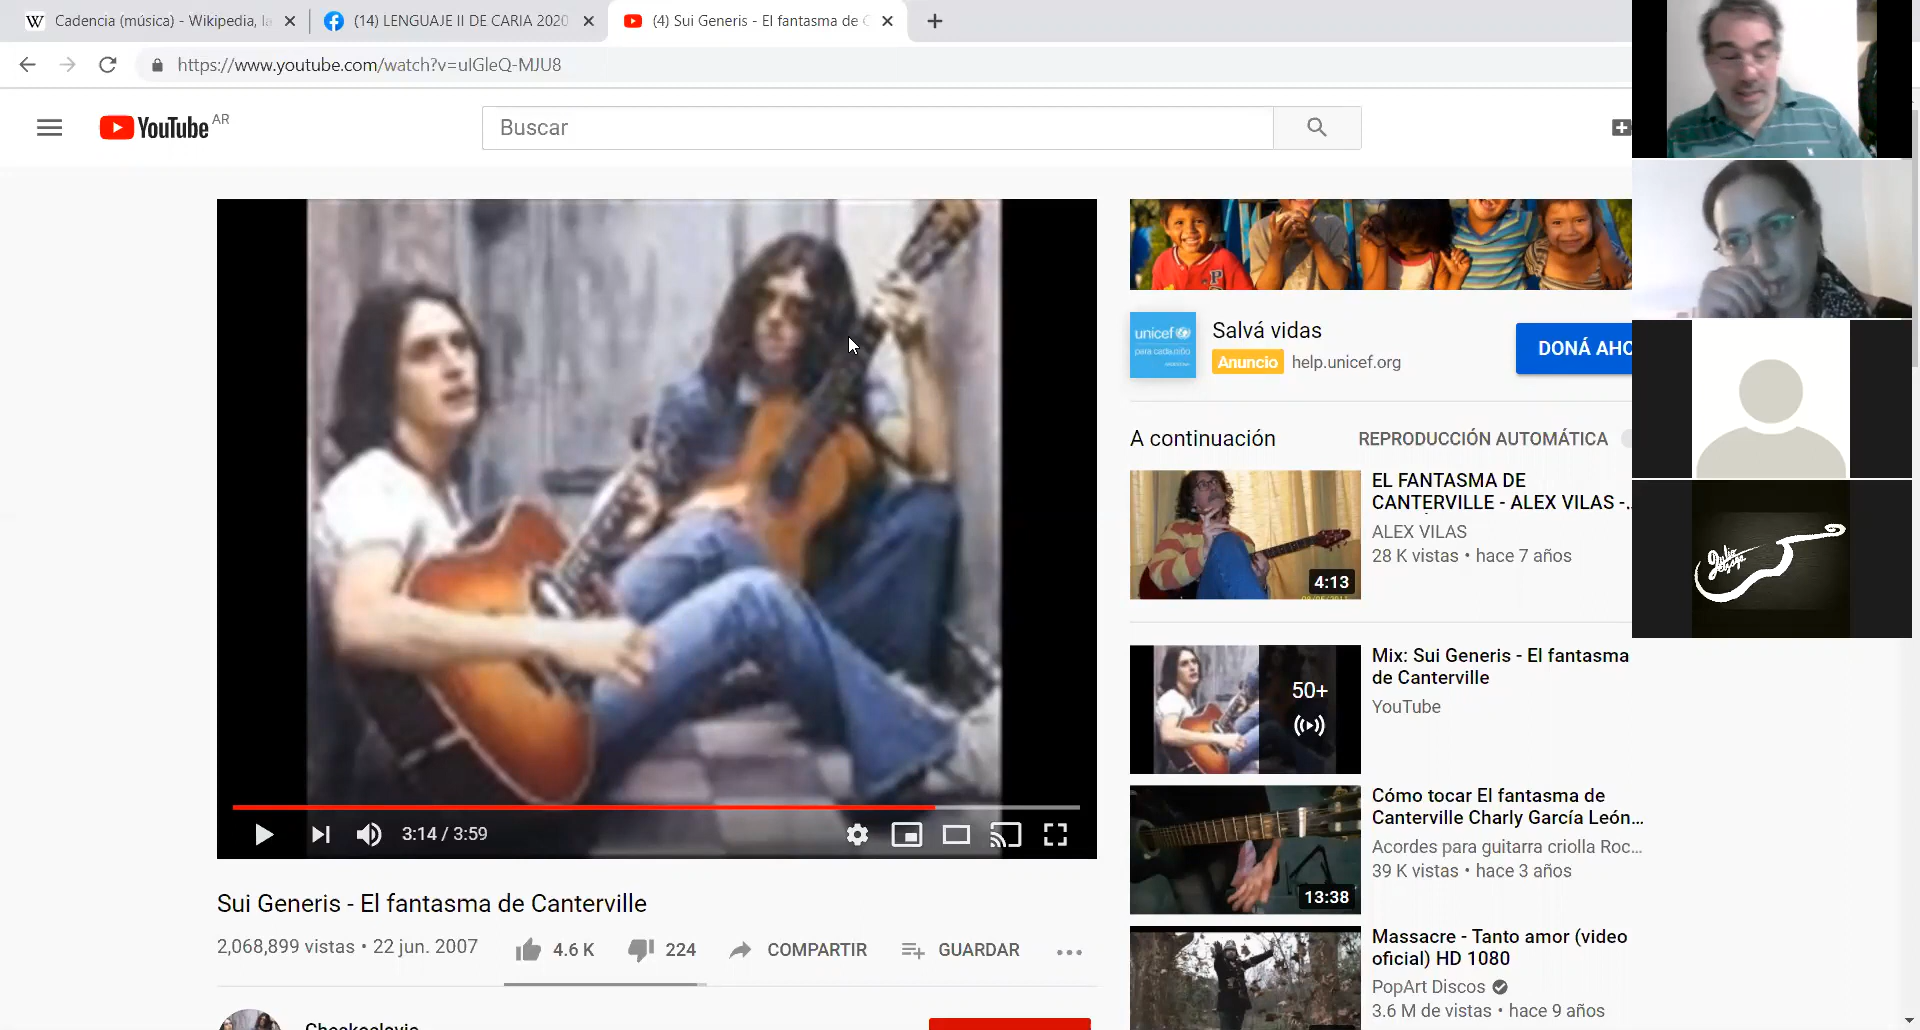 Cadencia (música) - Wikipedia, la
(14) LENGUAJE II DE CARIA 2020
(4) Sui Generis - El fantasma de C
https://www.youtube.com/watch?v=uIGleQ-MJU8
YouTube AR
Buscar
unicef
para cada niño
Salvá vidas
Anuncio help.unicef.org
DONÁ AHO
A continuación
REPRODUCCIÓN AUTOMÁTICA
EL FANTASMA DE
CANTERVILLE - ALEX VILAS -...
ALEX VILAS
28 K vistas • hace 7 años
4:13
Mix: Sui Generis - El fantasma
de Canterville
YouTube
50+
Cómo tocar El fantasma de
Canterville Charly García León...
Acordes para guitarra criolla Roc...
39 K vistas • hace 3 años
13:38
Massacre - Tanto amor (video
oficial) HD 1080
PopArt Discos
3.6 M de vistas • hace 9 años
3:14 / 3:59
Sui Generis - El fantasma de Canterville
2,068,899 vistas • 22 jun. 2007
4.6 K
224
COMPARTIR
GUARDAR